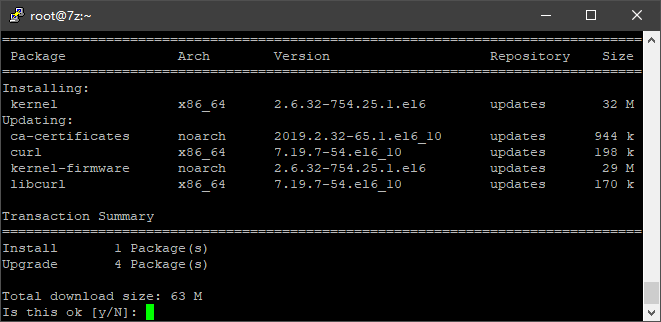 root@7z:~
================================================================================
Package Arch Version Repository Size
================================================================================
Installing:
kernel x86_64 2.6.32-754.25.1.el6 updates 32 M
Updating:
ca-certificates noarch 2019.2.32-65.1.el6_10 updates 944 k
curl x86_64 7.19.7-54.el6_10 updates 198 k
kernel-firmware noarch 2.6.32-754.25.1.el6 updates 29 M
libcurl x86_64 7.19.7-54.el6_10 updates 170 k
Transaction Summary
================================================================================
Install 1 Package(s)
Upgrade 4 Package(s)
Total download size: 63 M
Is this ok [y/N]: